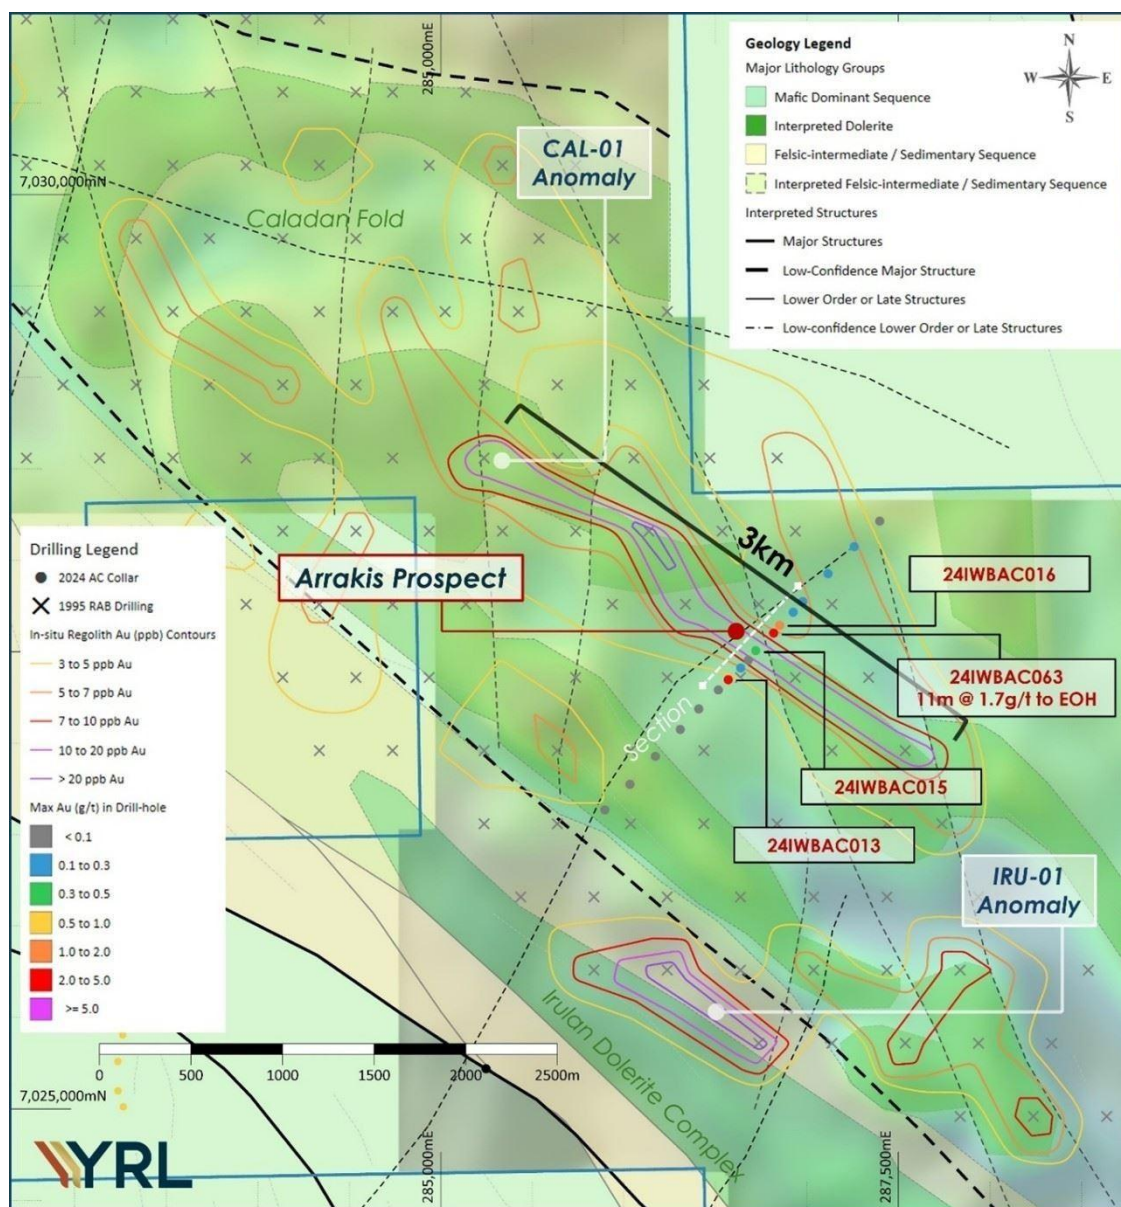 285,000mE
Geology Legend
Major Lithology Groups
Mafic Dominant Sequence
Interpreted Dolerite
Felsic-intermediate / Sedimentary Sequence
Interpreted Felsic-intermediate / Sedimentary Sequence
Interpreted Structures
Major Structures
Low-Confidence Major Structure
Lower Order or Late Structures
Low-confidence Lower Order or Late Structures
N
W
E
S
CAL-01
Anomaly
7,030,000mN
Caladan Fold
3km
Arrakis Prospect
24IWBAC016
24IWBAC063
11m @ 1.7g/t to EOH
24IWBAC015
24IWBAC013
Section
IRU-01
Anomaly
Drilling Legend
2024 AC Collar
1995 RAB Drilling
In-situ Regolith Au (ppb) Contours
3 to 5 ppb Au
5 to 7 ppb Au
7 to 10 ppb Au
10 to 20 ppb Au
> 20 ppb Au
Max Au (g/t) in Drill-hole
< 0.1
0.1 to 0.3
0.3 to 0.5
0.5 to 1.0
1.0 to 2.0
2.0 to 5.0
>= 5.0
Irulan Dolerite Complex
0 500 1000 1500 2000 2500m
7,025,000mN
YRL
285,000mE
287,500mE